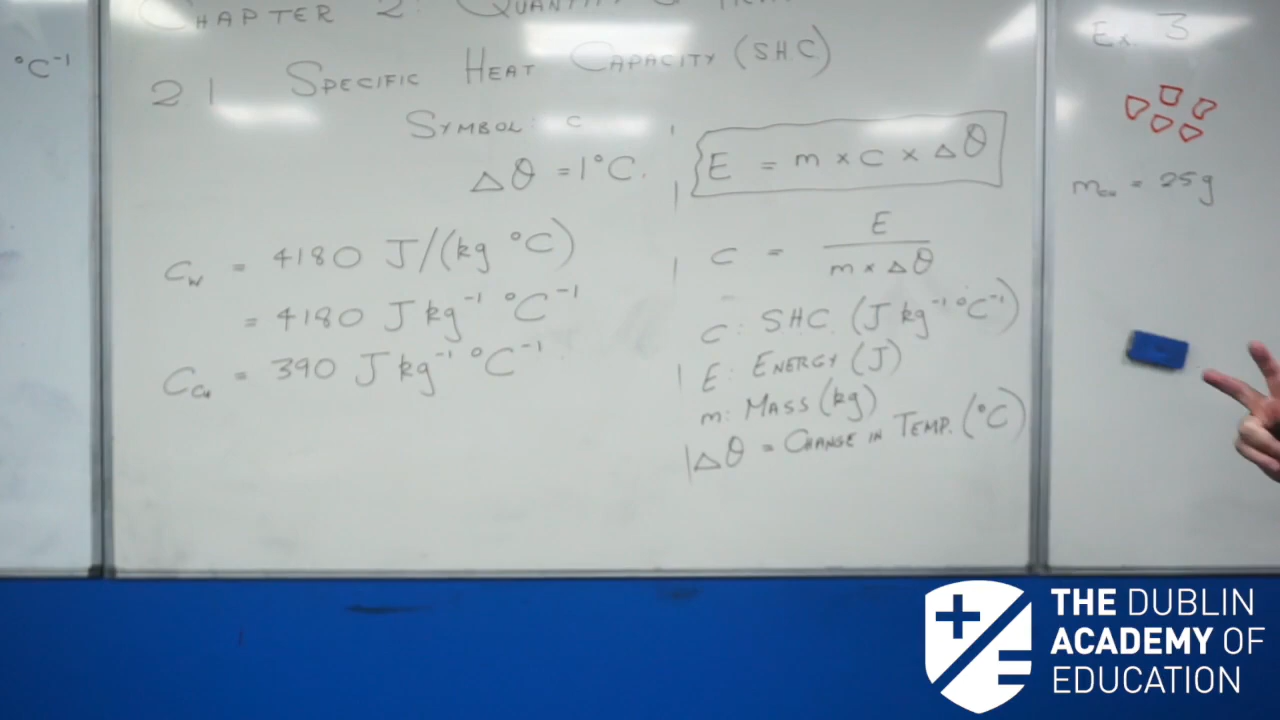 °C⁻¹
CHAPTER 2: QUANTITY
2.1 SPECIFIC HEAT CAPACITY (SHC)
SYMBOL: c
Δθ = 1°C.
C_W = 4180 J/(kg °C)
= 4180 J kg⁻¹ °C⁻¹
C_Cu = 390 J kg⁻¹ °C⁻¹
E = m × c × Δθ
c = E / (m × Δθ)
c: SHC. (J kg⁻¹ °C⁻¹)
E: ENERGY (J)
m: MASS (kg)
Δθ = CHANGE IN TEMP. (°C)
Ex. 3
m_Cu = 25g
THE DUBLIN
ACADEMY OF
EDUCATION